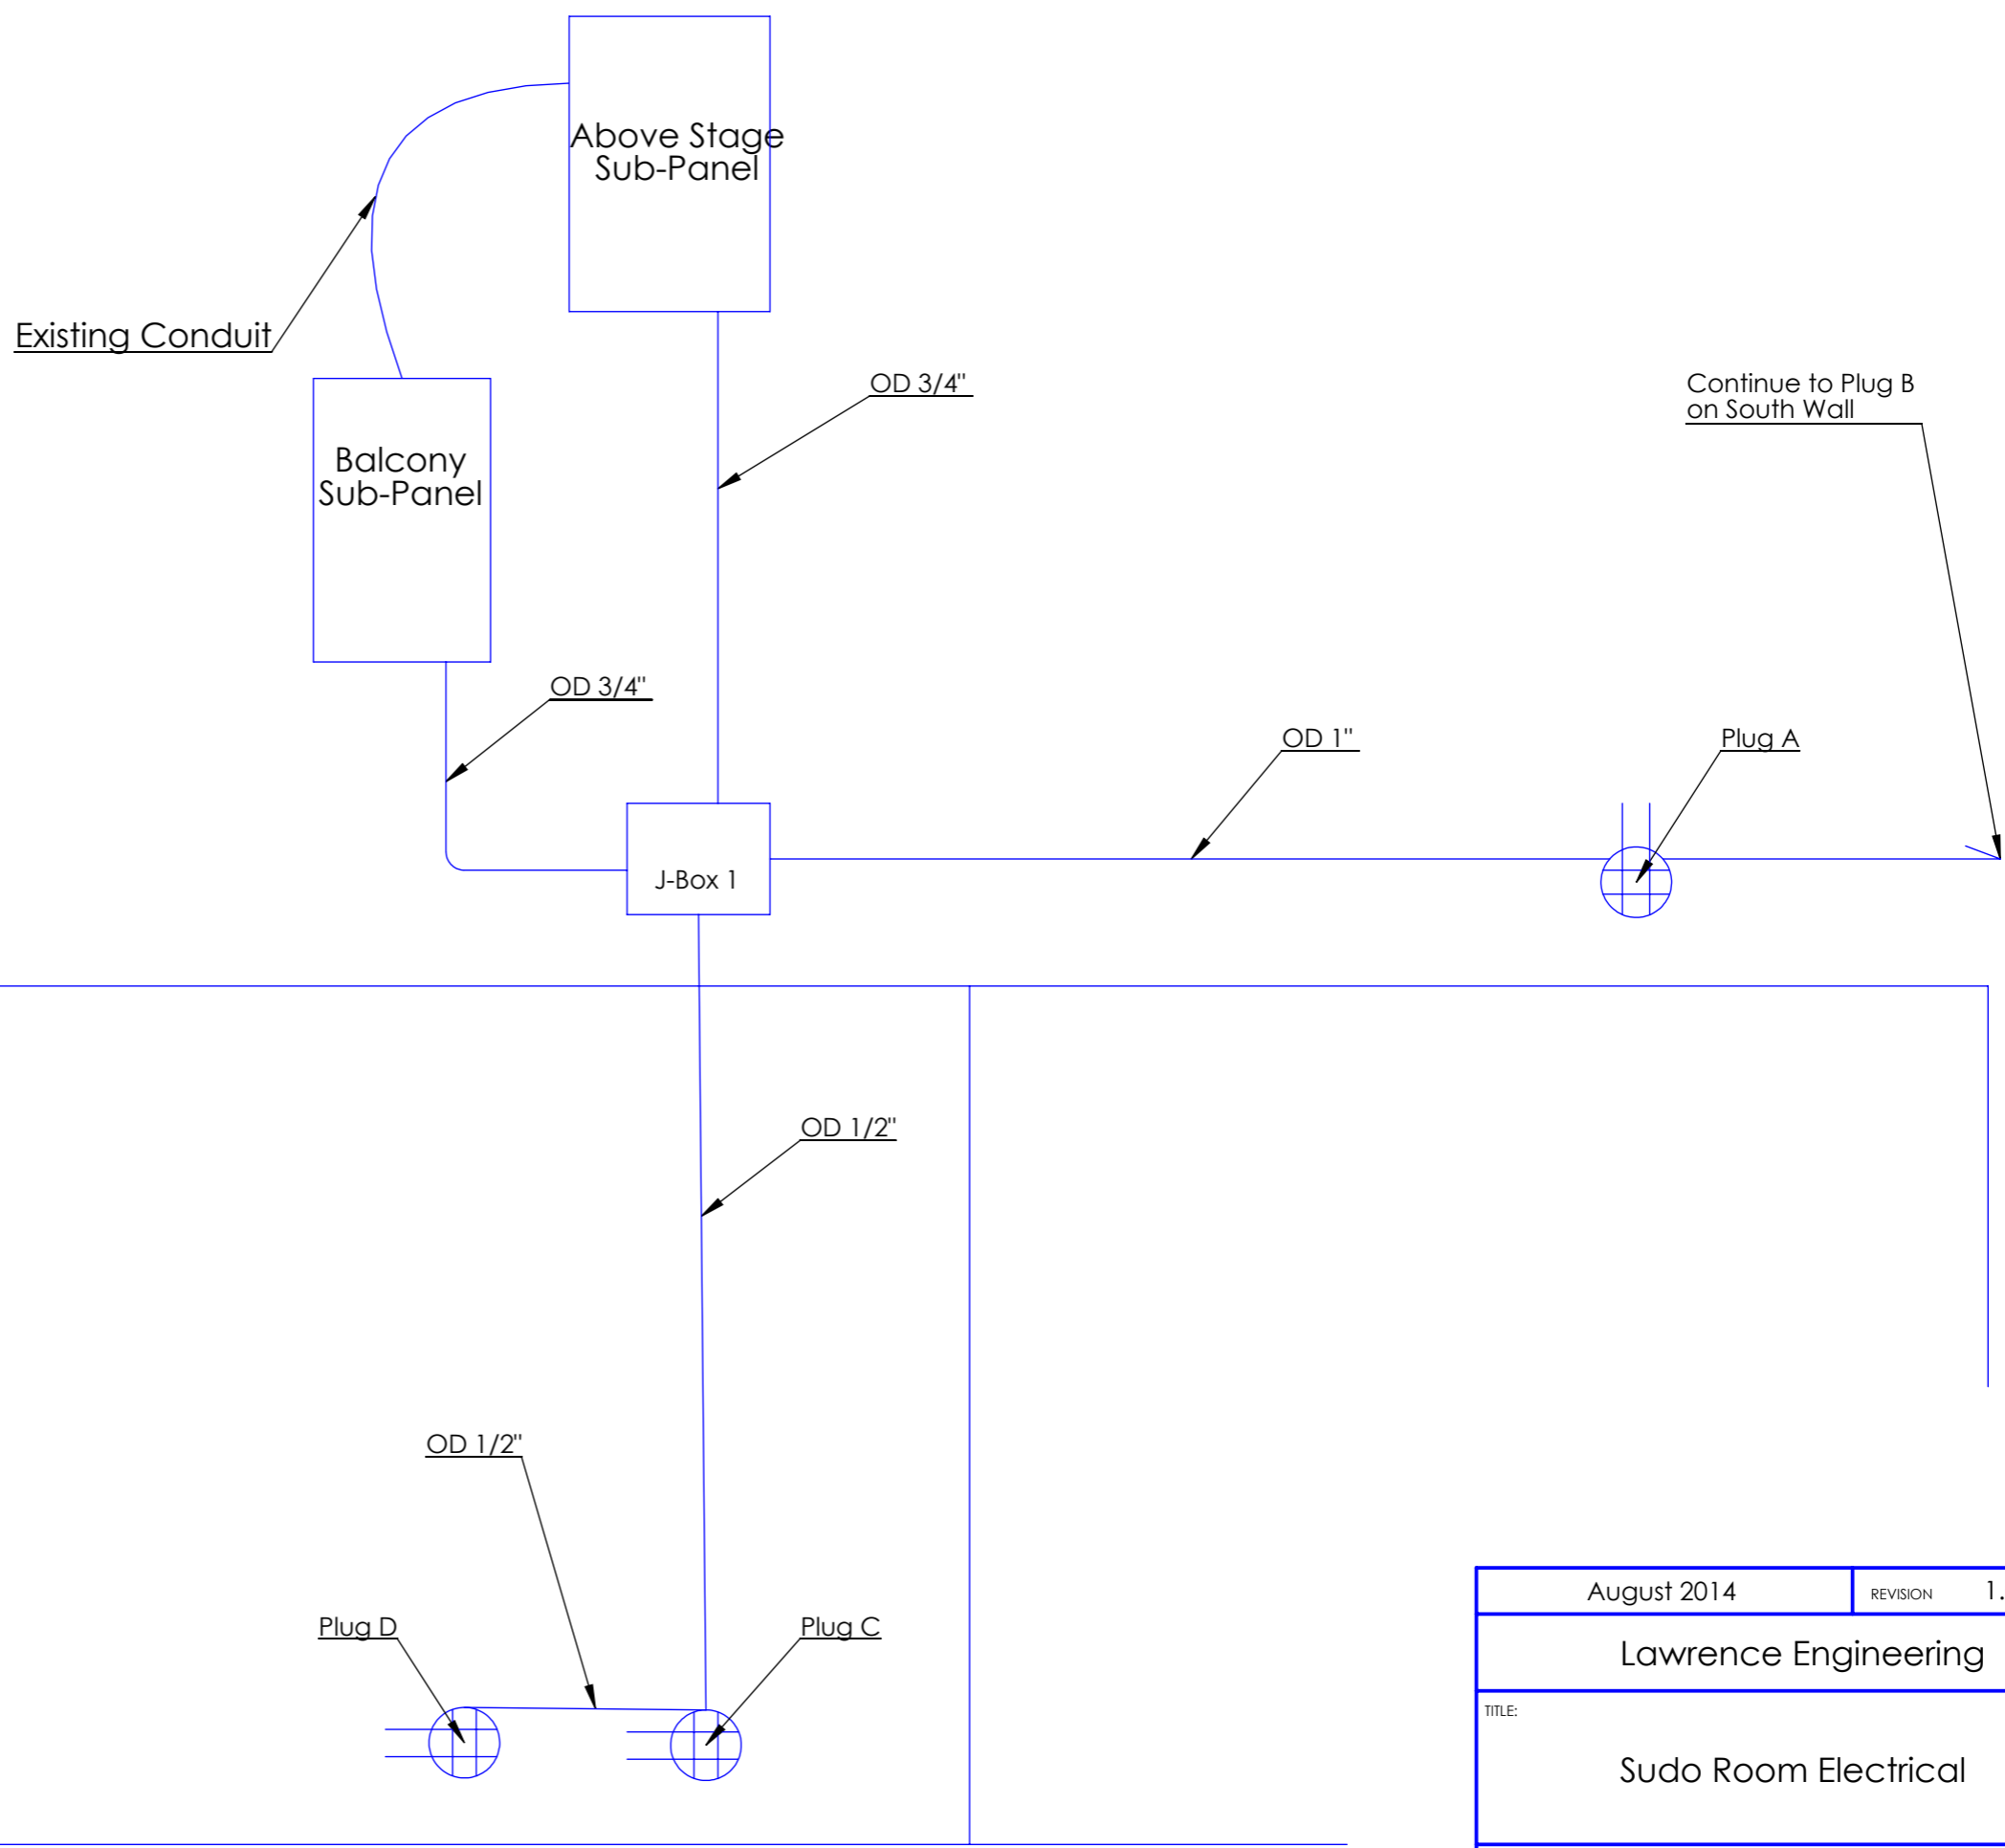 Above Stage
Sub-Panel
Existing Conduit
OD 3/4"
Continue to Plug B
on South Wall
Balcony
Sub-Panel
OD 3/4"
OD 1"
Plug A
J-Box 1
OD 1/2"
OD 1/2"
Plug D
Plug C
August 2014
REVISION 1.
Lawrence Engineering
TITLE:
Sudo Room Electrical